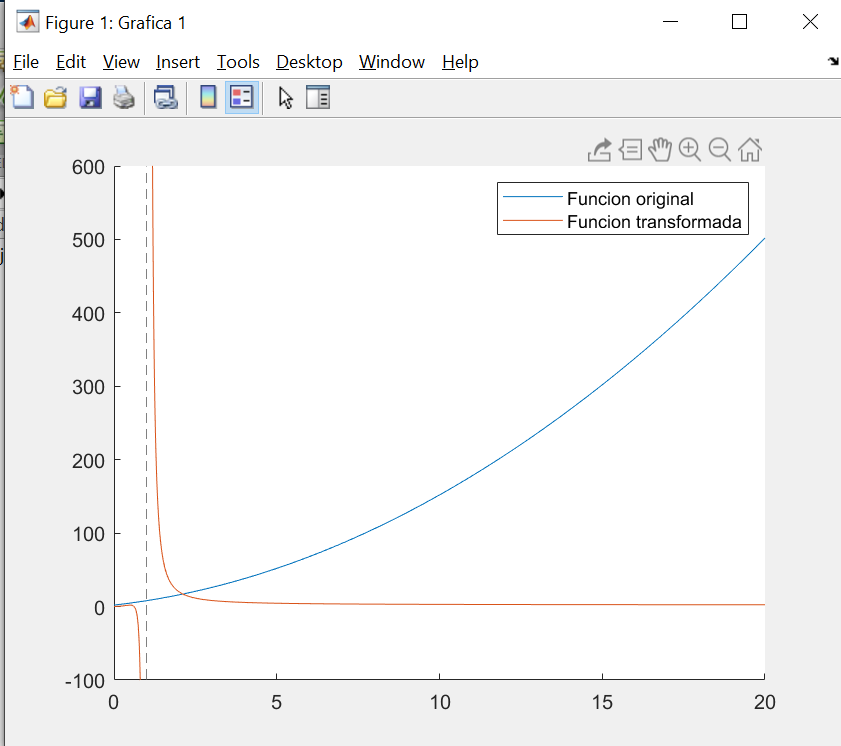 Figure 1: Grafica 1
File Edit View Insert Tools Desktop Window Help
600
Funcion original
Funcion transformada
500
400
300
200
100
0
-100
0 5 10 15 20